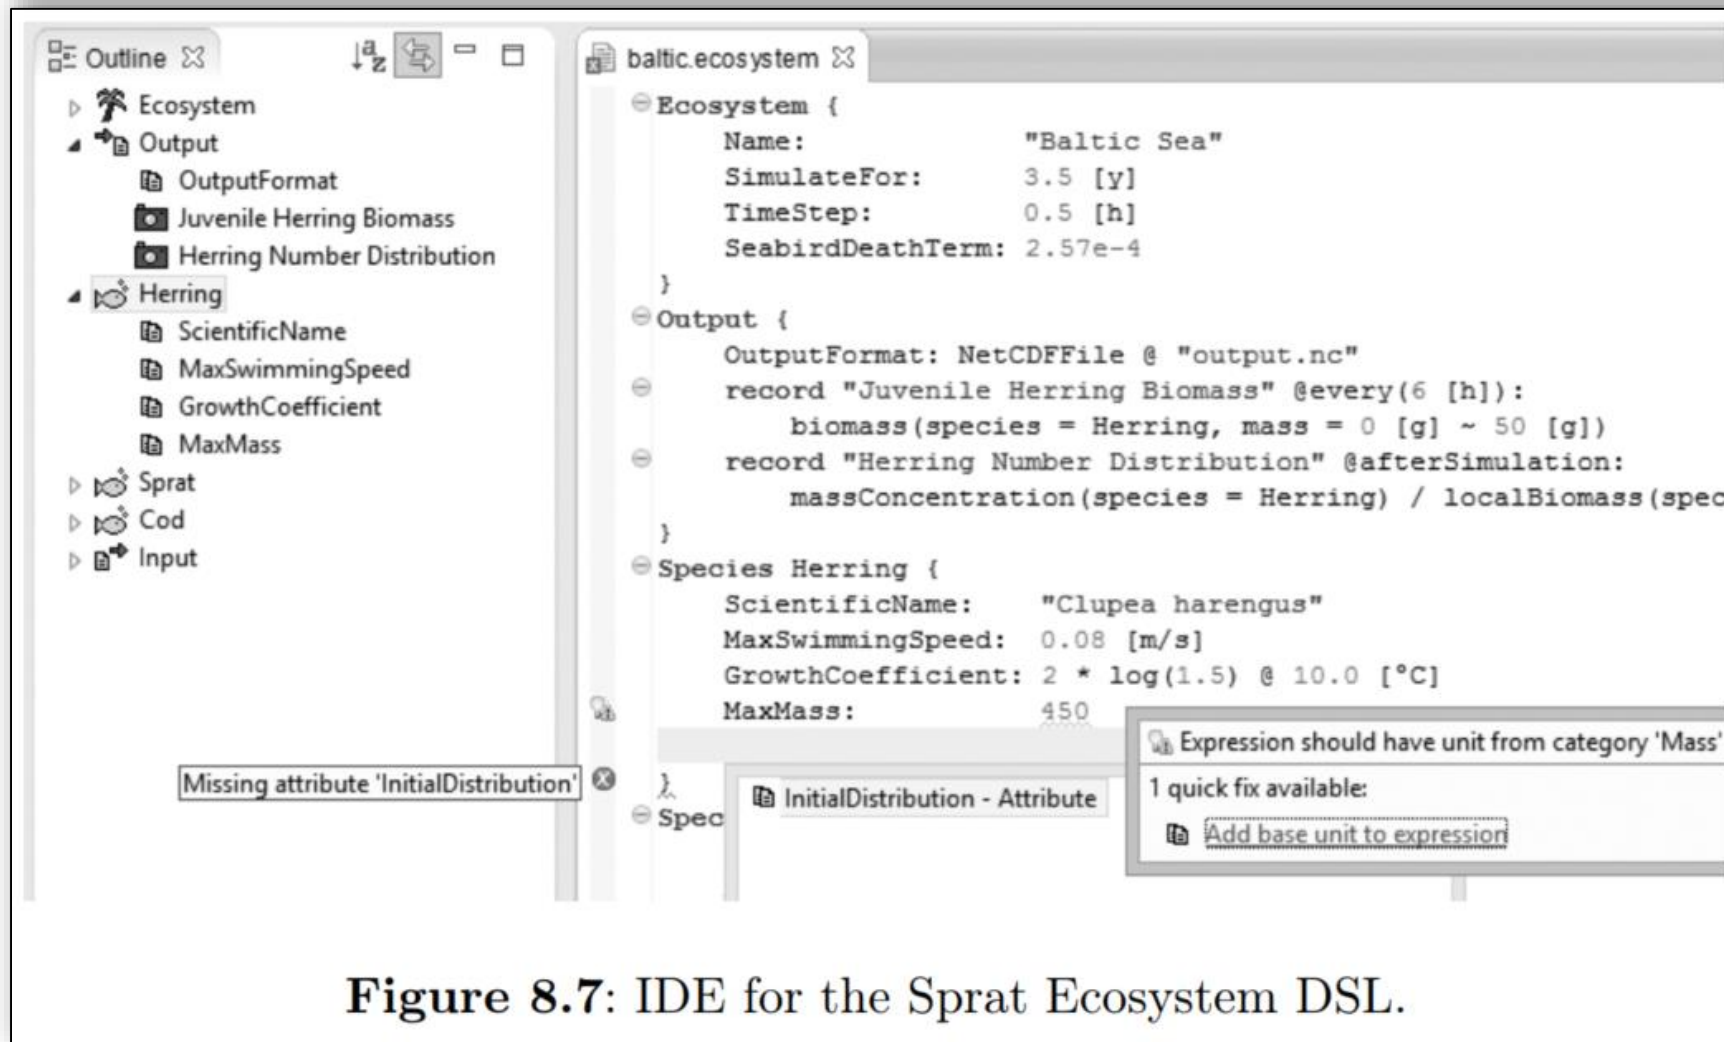 Outline
Ecosystem
Output
OutputFormat
Juvenile Herring Biomass
Herring Number Distribution
Herring
ScientificName
MaxSwimmingSpeed
GrowthCoefficient
MaxMass
Sprat
Cod
Input
baltic.ecosystem
Ecosystem {
Name: "Baltic Sea"
SimulateFor: 3.5 [y]
TimeStep: 0.5 [h]
SeabirdDeathTerm: 2.57e-4
}
Output {
OutputFormat: NetCDFFile @ "output.nc"
record "Juvenile Herring Biomass" @every(6 [h]):
biomass(species = Herring, mass = 0 [g] ~ 50 [g])
record "Herring Number Distribution" @afterSimulation:
massConcentration(species = Herring) / localBiomass(spec
}
Species Herring {
ScientificName: "Clupea harengus"
MaxSwimmingSpeed: 0.08 [m/s]
GrowthCoefficient: 2 * log(1.5) @ 10.0 [°C]
MaxMass: 450
Expression should have unit from category 'Mass'
1 quick fix available:
Add base unit to expression
Missing attribute 'InitialDistribution'
}
InitialDistribution - Attribute
Spec
Figure 8.7: IDE for the Sprat Ecosystem DSL.